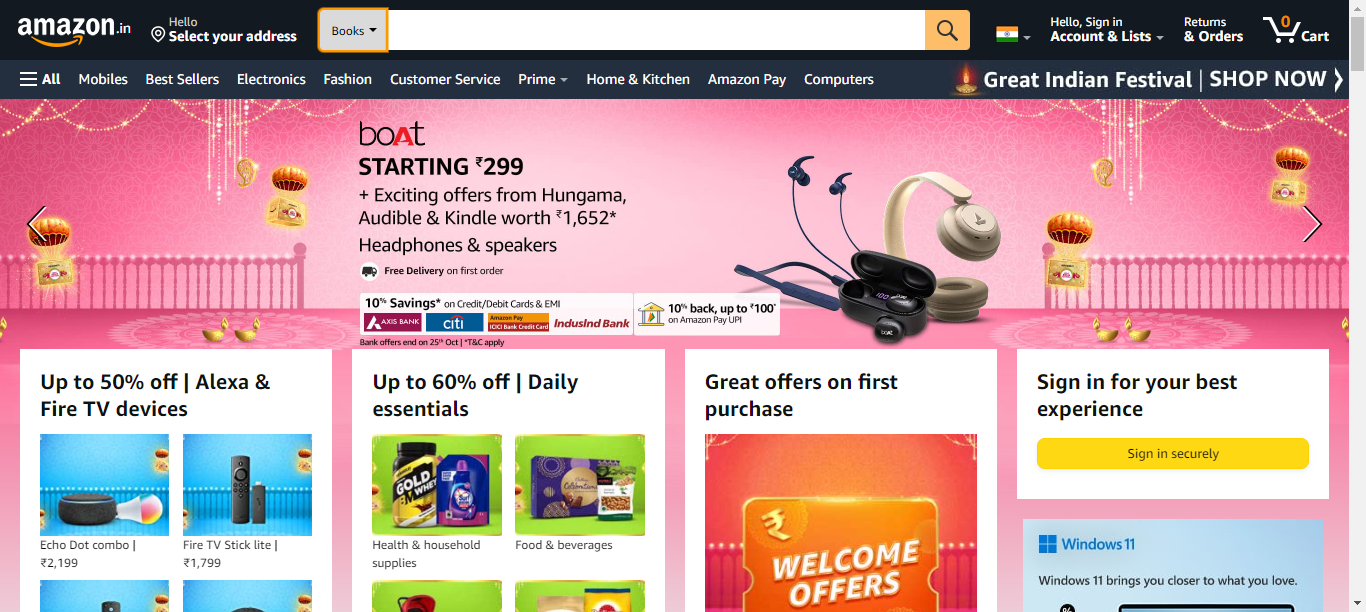 amazon.in
Hello
Select your address
Books
Hello, Sign in
Account & Lists
Returns
& Orders
0
Cart
All
Mobiles
Best Sellers
Electronics
Fashion
Customer Service
Prime
Home & Kitchen
Amazon Pay
Computers
Great Indian Festival | SHOP NOW
boAt
STARTING ₹299
+ Exciting offers from Hungama,
Audible & Kindle worth ₹1,652*
Headphones & speakers
Free Delivery on first order
10% Savings* on Credit/Debit Cards & EMI
AXIS BANK
citi
Amazon Pay
ICICI Bank Credit Card
IndusInd Bank
10% back, up to ₹100*
on Amazon Pay UPI
Bank offers end on 25th Oct | *T&C apply
100
boAt
Up to 50% off | Alexa &
Fire TV devices
Echo Dot combo |
₹2,199
Fire TV Stick lite |
₹1,799
Up to 60% off | Daily
essentials
GOLD
WHEY
Surf
Cadbury
Celebrations
Health & household
supplies
Food & beverages
Great offers on first
purchase
₹
WELCOME
OFFERS
Sign in for your best
experience
Sign in securely
Windows 11
Windows 11 brings you closer to what you love.
%